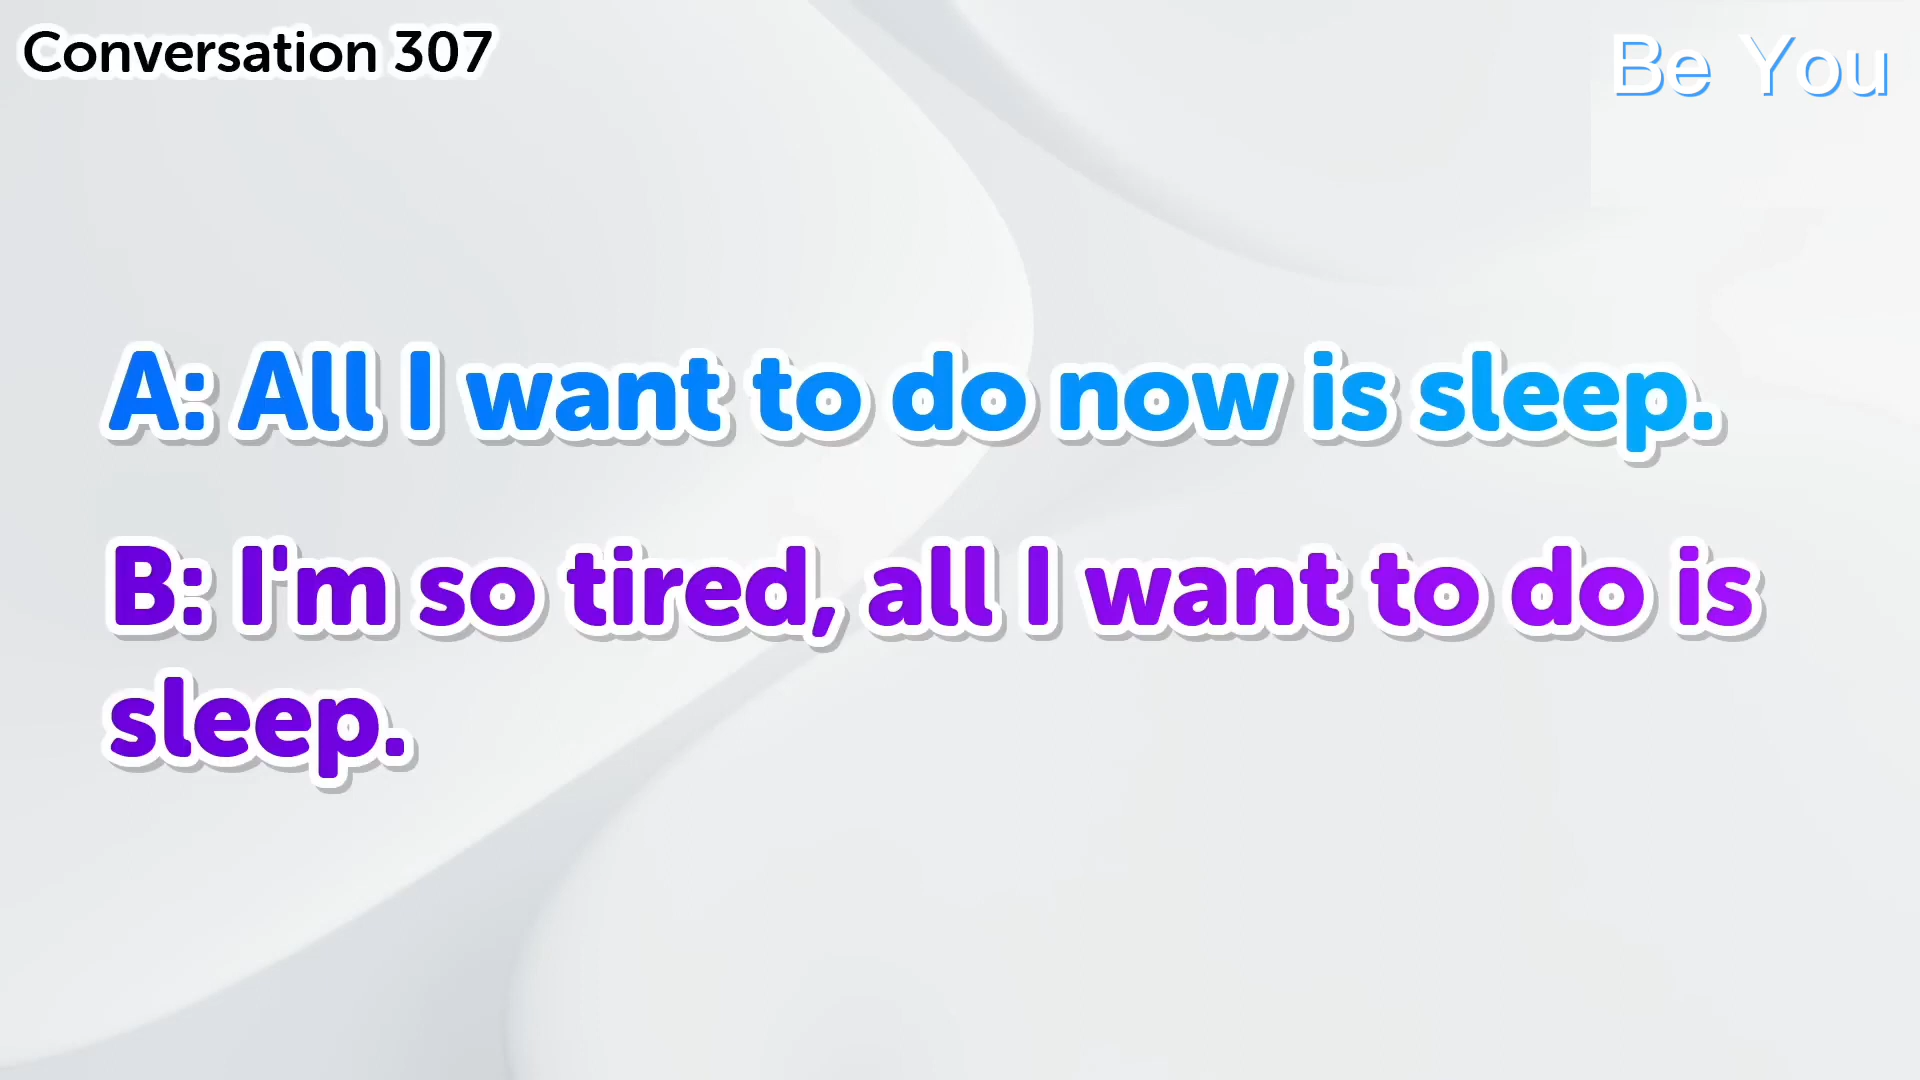 Conversation 307
Be You
A: All I want to do now is sleep.
B: I'm so tired, all I want to do is
sleep.